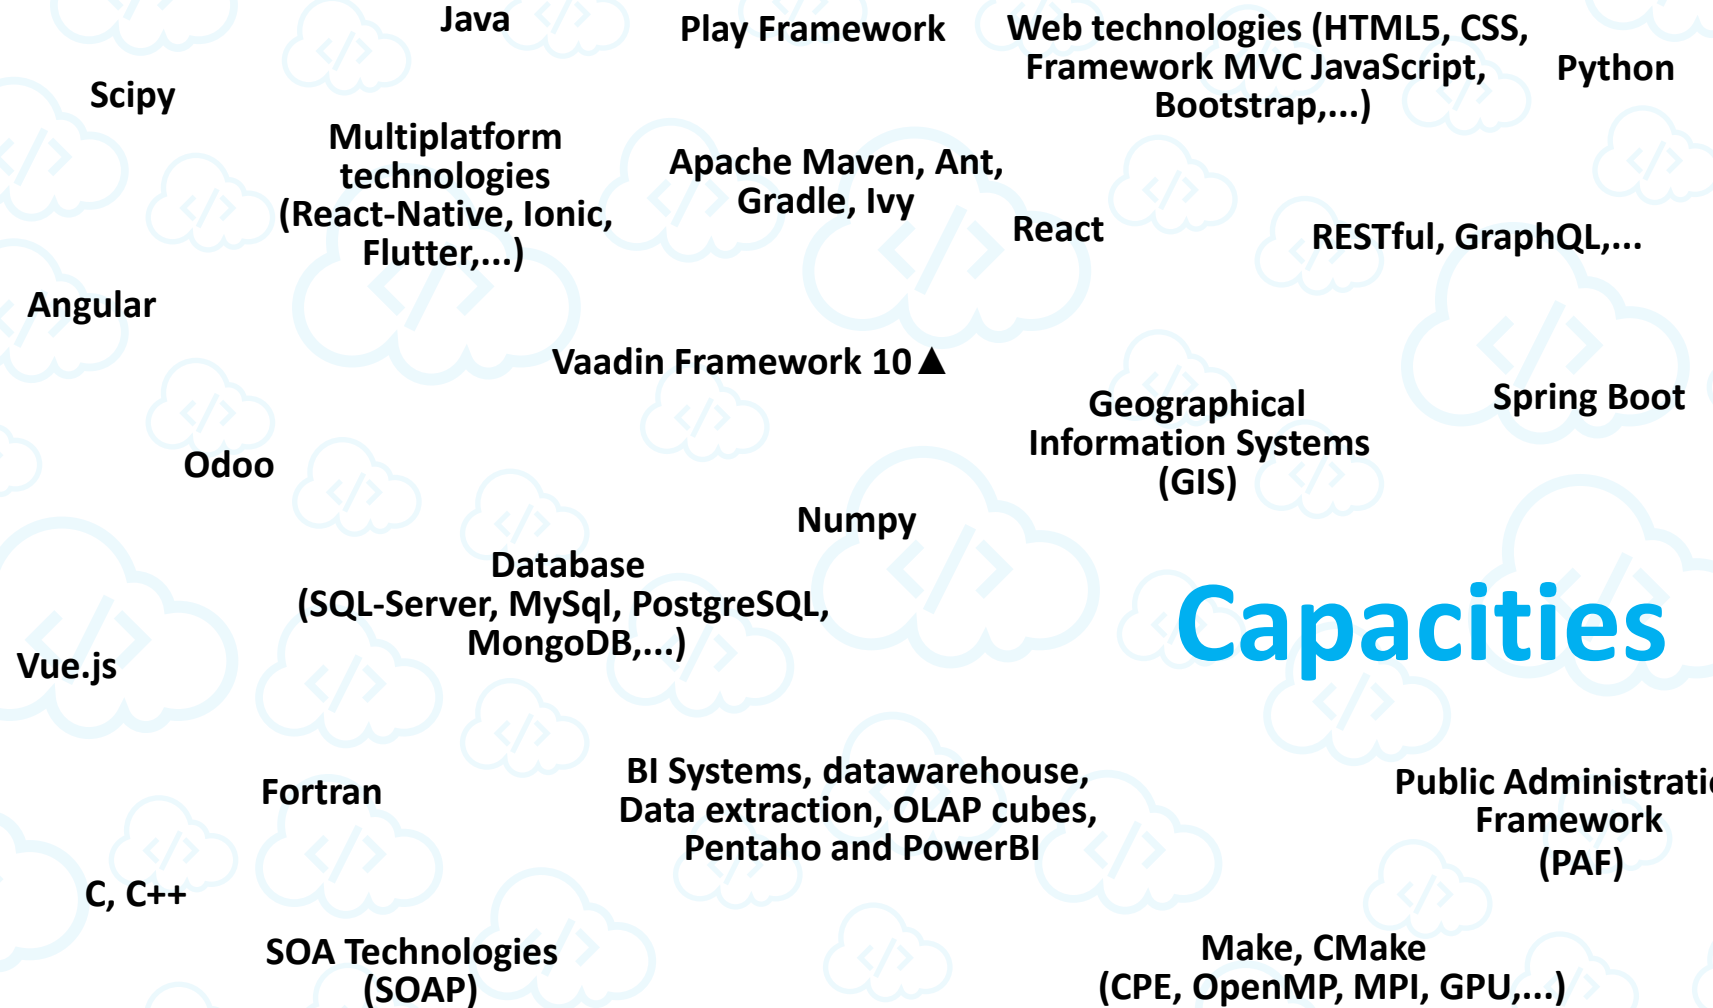 Java
Play Framework
Web technologies (HTML5, CSS,
Framework MVC JavaScript,
Bootstrap,...)
Python
Scipy
Multiplatform
technologies
(React-Native, Ionic,
Flutter,...)
Apache Maven, Ant,
Gradle, Ivy
React
RESTful, GraphQL,...
Angular
Vaadin Framework 10▲
Geographical
Information Systems
(GIS)
Spring Boot
Odoo
Numpy
Database
(SQL-Server, MySql, PostgreSQL,
MongoDB,...)
Capacities
Vue.js
Fortran
BI Systems, datawarehouse,
Data extraction, OLAP cubes,
Pentaho and PowerBI
Public Administratio
Framework
(PAF)
C, C++
SOA Technologies
(SOAP)
Make, CMake
(CPE, OpenMP, MPI, GPU,...)